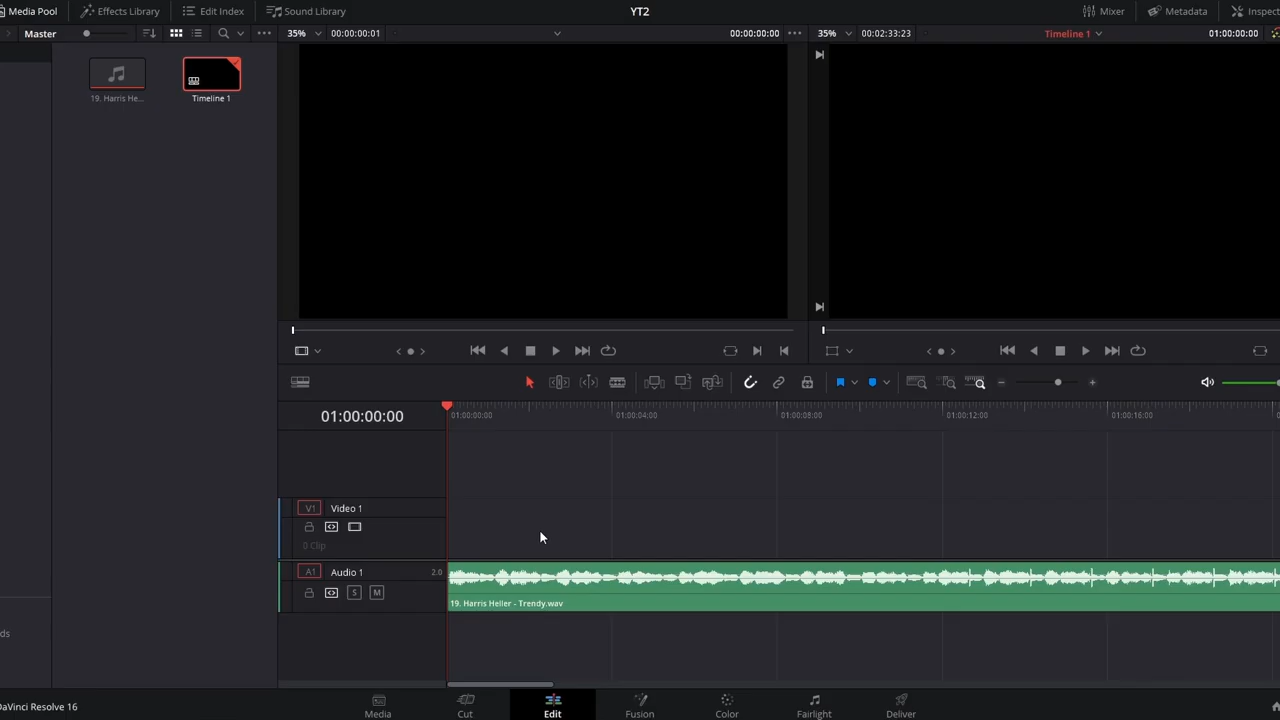 Media Pool
Effects Library
Edit Index
Sound Library
YT2
Mixer
Metadata
Inspect
Master
35%
00:00:00:01
00:00:00:00
35%
00:02:33:23
Timeline 1
01:00:00:00
19. Harris He...
Timeline 1
01:00:00:00
01:00:00:00
01:00:04:00
01:00:08:00
01:00:12:00
01:00:16:00
V1
Video 1
0 Clip
A1
Audio 1
2.0
S
M
19. Harris Heller - Trendy.wav
ds
DaVinci Resolve 16
Media
Cut
Edit
Fusion
Color
Fairlight
Deliver